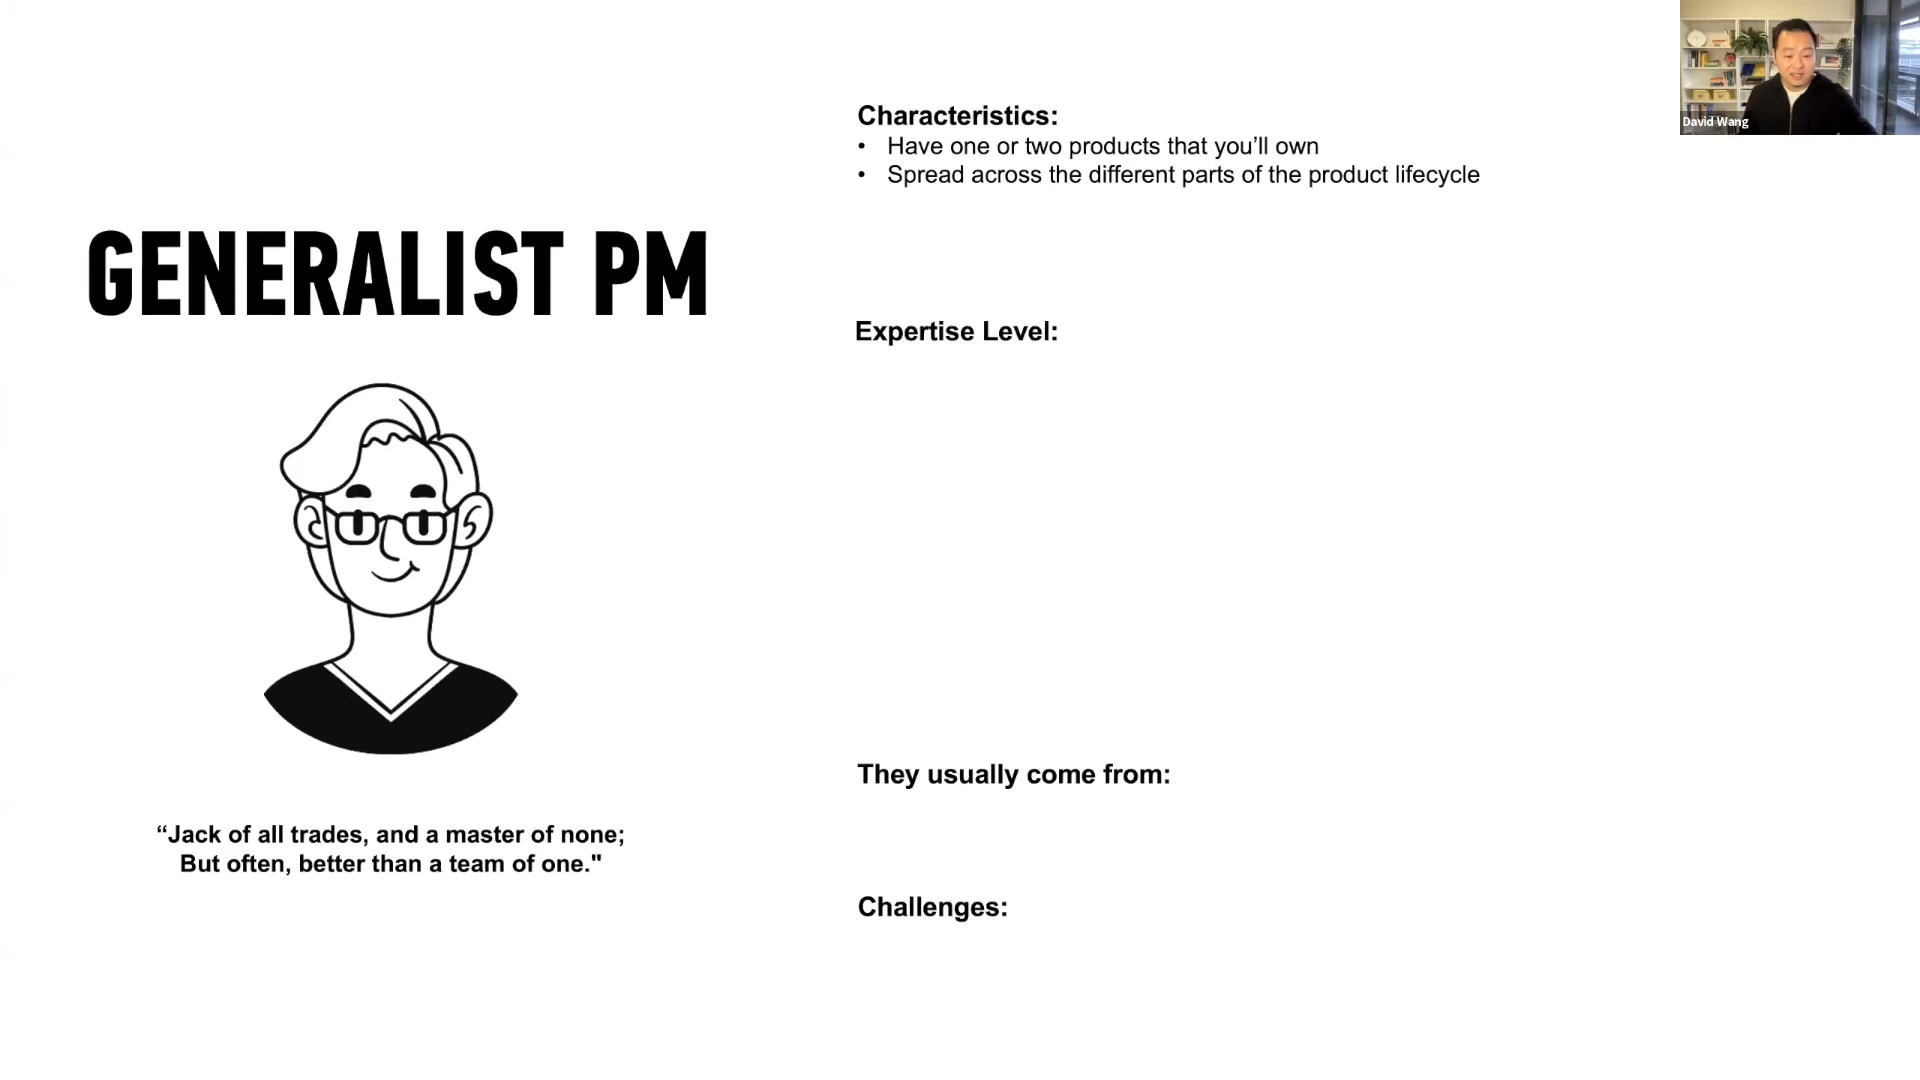 GENERALIST PM
“Jack of all trades, and a master of none;
But often, better than a team of one."
Characteristics:
• Have one or two products that you’ll own
• Spread across the different parts of the product lifecycle
Expertise Level:
They usually come from:
Challenges:
David Wang